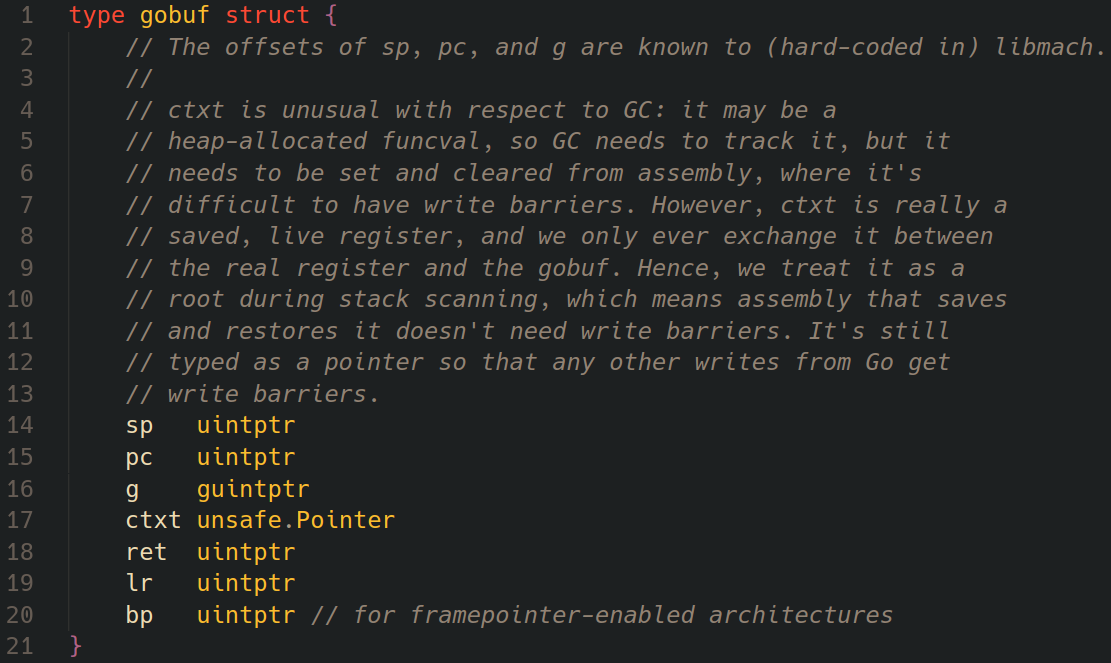 1 type gobuf struct {
2 // The offsets of sp, pc, and g are known to (hard-coded in) libmach.
3 //
4 // ctxt is unusual with respect to GC: it may be a
5 // heap-allocated funcval, so GC needs to track it, but it
6 // needs to be set and cleared from assembly, where it's
7 // difficult to have write barriers. However, ctxt is really a
8 // saved, live register, and we only ever exchange it between
9 // the real register and the gobuf. Hence, we treat it as a
10 // root during stack scanning, which means assembly that saves
11 // and restores it doesn't need write barriers. It's still
12 // typed as a pointer so that any other writes from Go get
13 // write barriers.
14 sp   uintptr
15 pc   uintptr
16 g    guintptr
17 ctxt unsafe.Pointer
18 ret  uintptr
19 lr   uintptr
20 bp   uintptr // for framepointer-enabled architectures
21 }